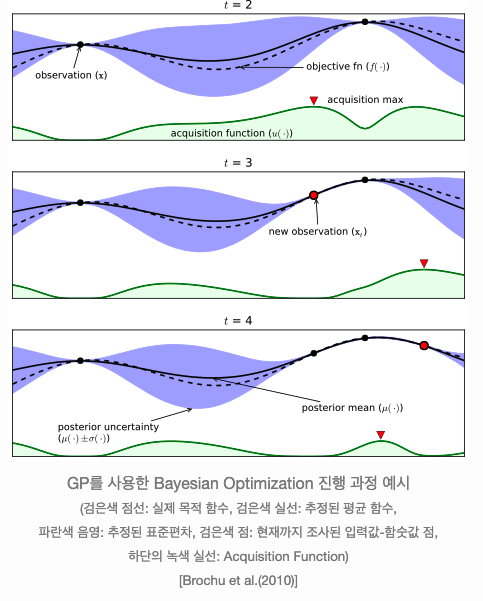 t = 2
observation (x)
objective fn (f(·))
acquisition max
acquisition function (u(·))
t = 3
new observation (xₜ)
t = 4
posterior mean (μ(·))
posterior uncertainty
(μ(·)±σ(·))
GP를 사용한 Bayesian Optimization 진행 과정 예시
(검은색 점선: 실제 목적 함수, 검은색 실선: 추정된 평균 함수,
파란색 음영: 추정된 표준편차, 검은색 점: 현재까지 조사된 입력값-함숫값 점,
하단의 녹색 실선: Acquisition Function)
[Brochu et al.(2010)]